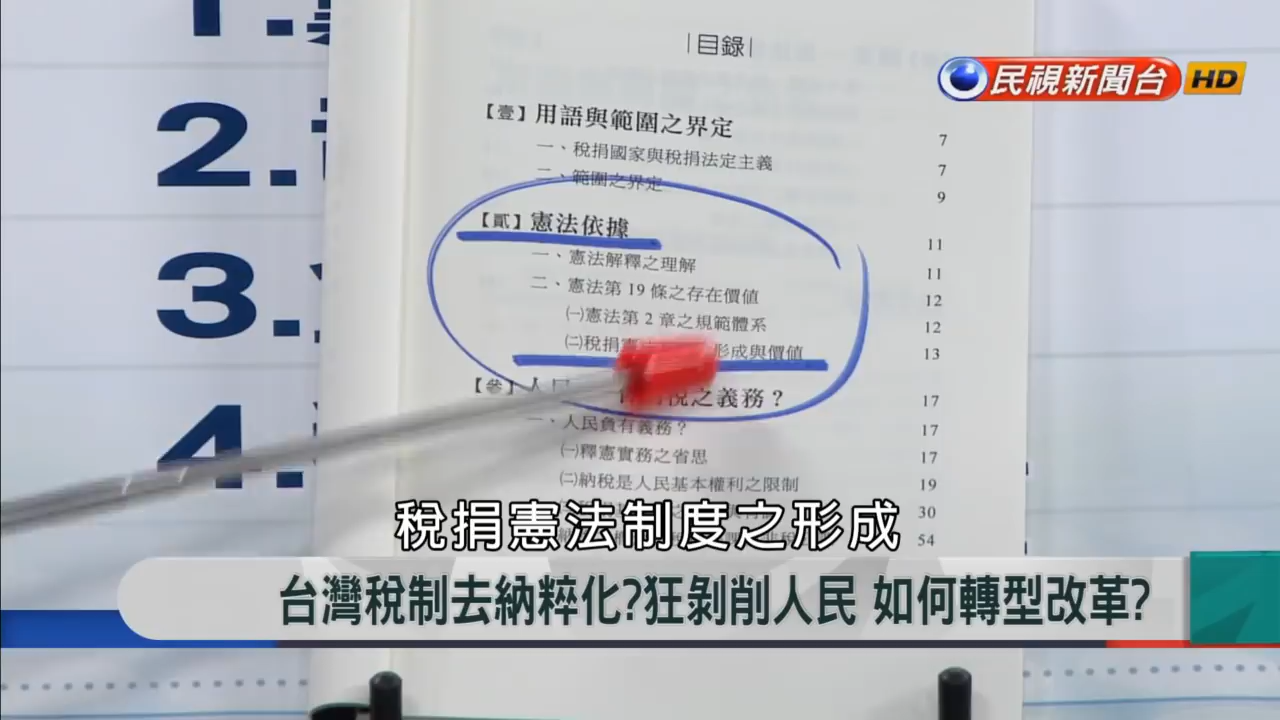 1.
2.
3.
4.
目錄
民視新聞台 HD
【壹】用語與範圍之界定 7
一、稅捐國家與稅捐法定主義 7
二、範圍之界定 9
【貳】憲法依據 11
一、憲法解釋之理解 11
二、憲法第 19 條之存在價值 12
㈠憲法第 2 章之規範體系 12
㈡稅捐 形成與價值 13
【參】人民 稅之義務? 17
一、人民負有義務? 17
㈠釋憲實務之省思 17
㈡納稅是人民基本權利之限制 19
30
54
稅捐憲法制度之形成
台灣稅制去納粹化?狂剝削人民 如何轉型改革?